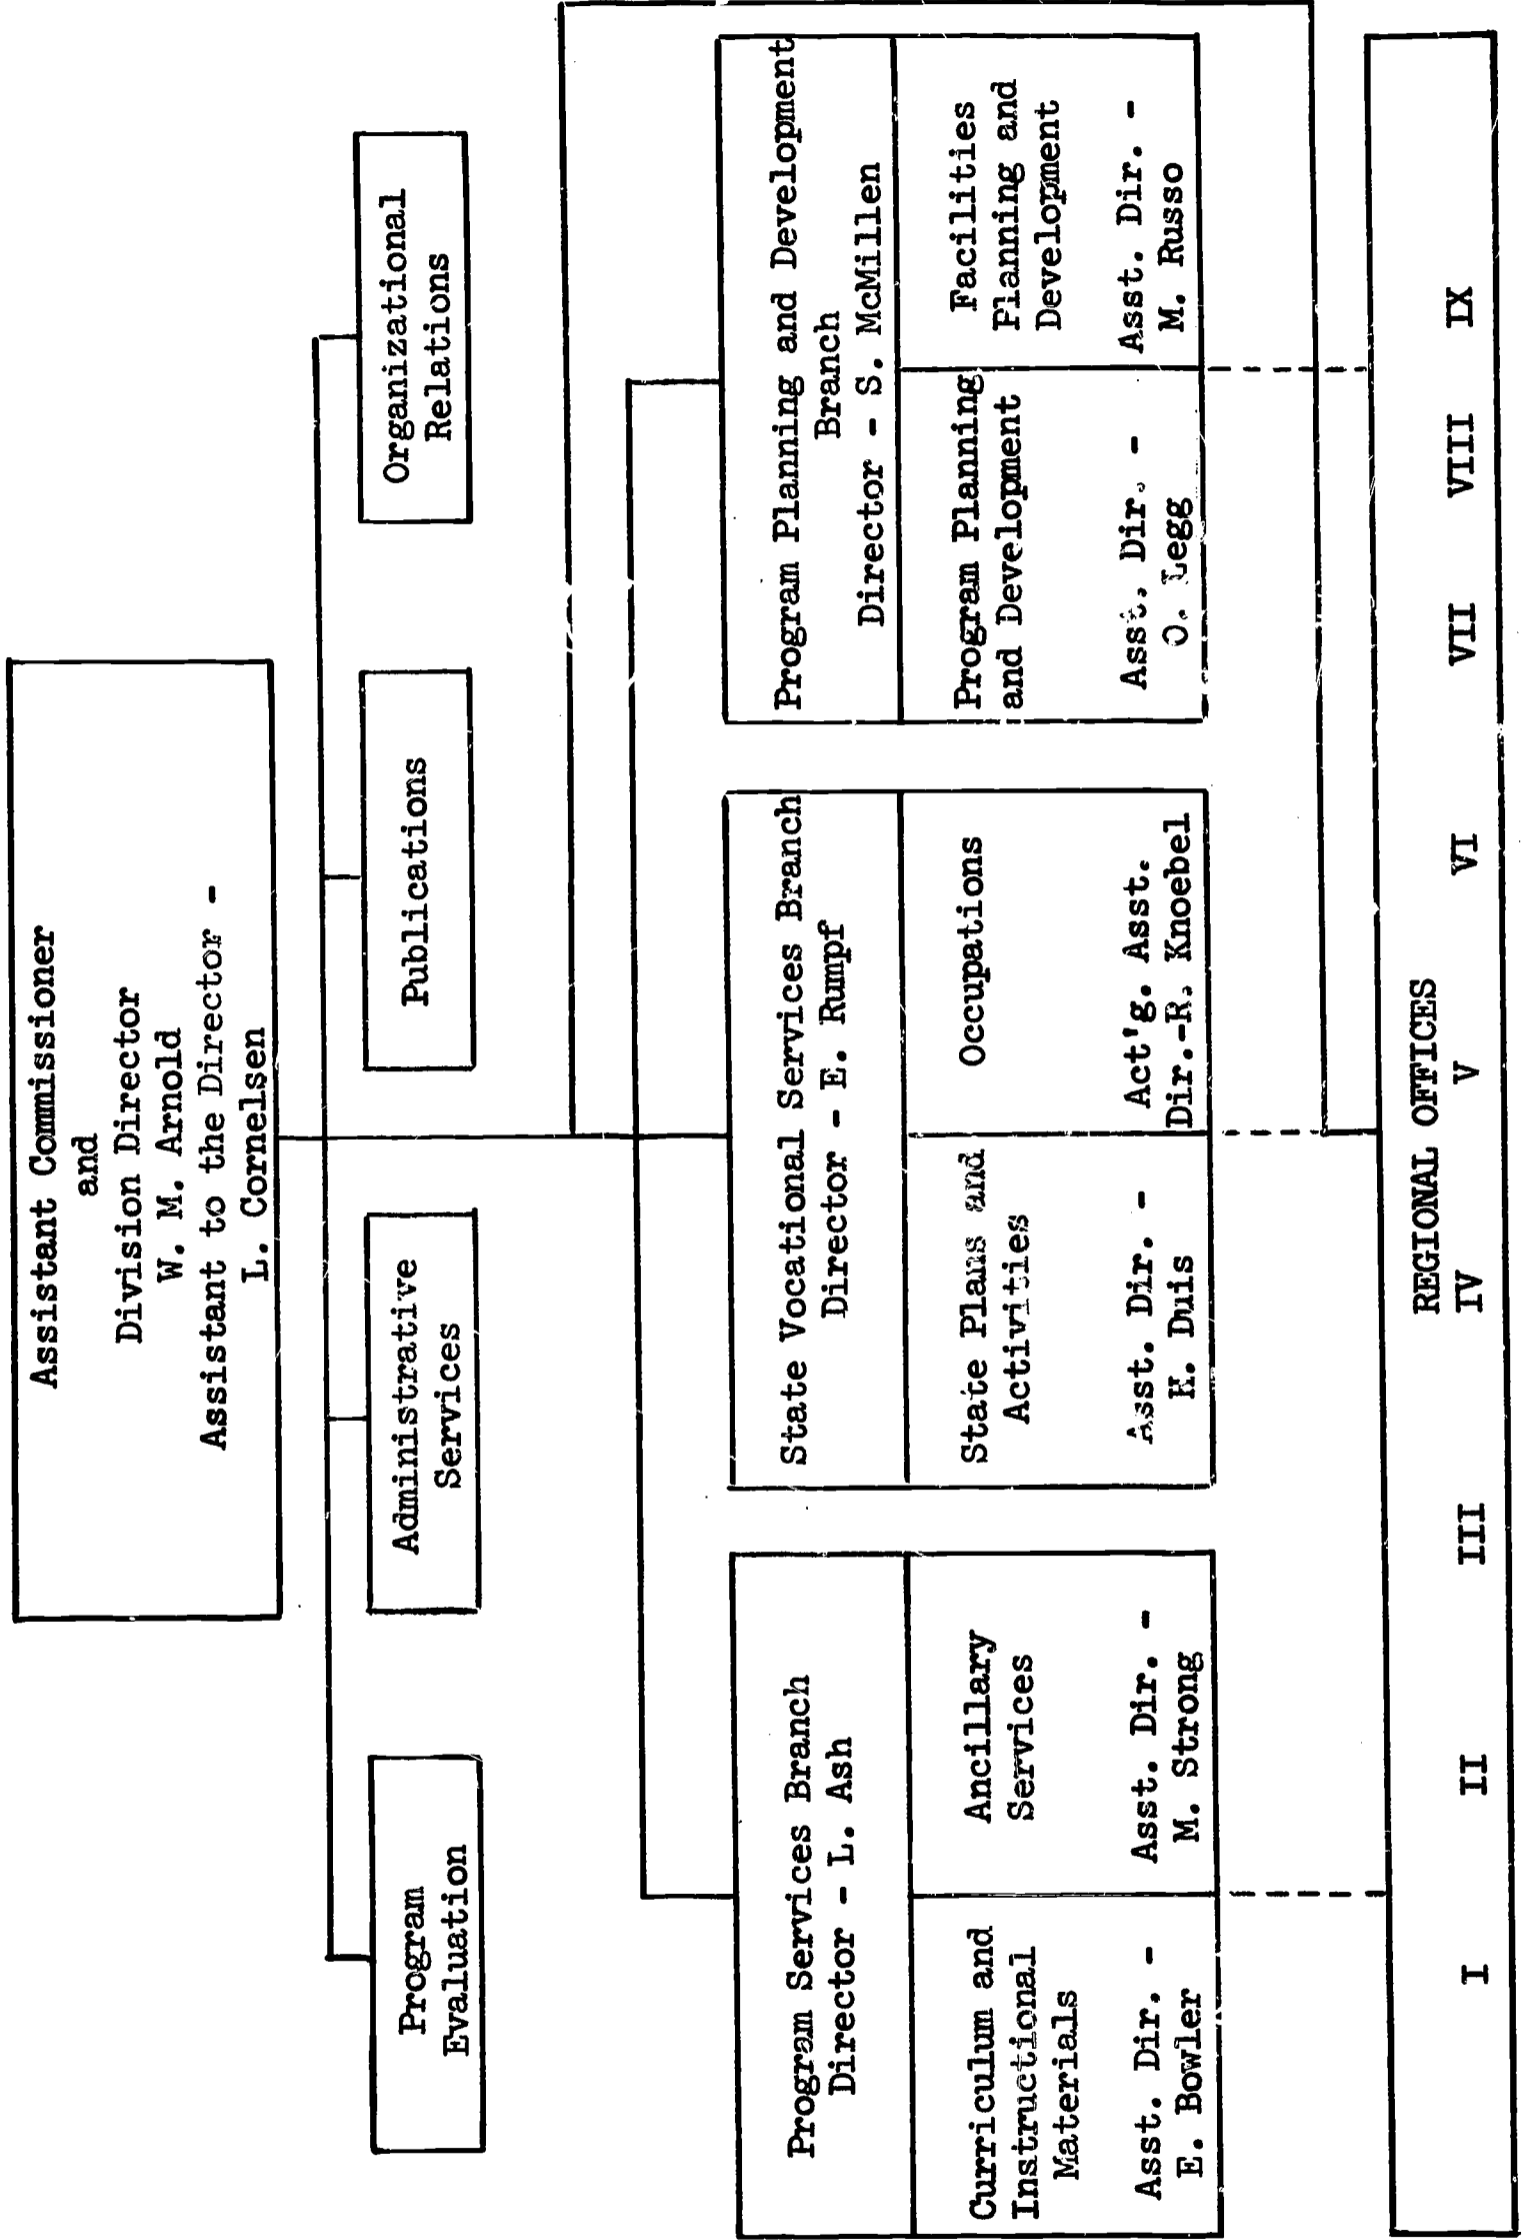 Assistant Commissioner
and
Division Director
W. M. Arnold
Assistant to the Director -
L. Cornelsen
Program
Evaluation
Administrative
Services
Publications
Organizational
Relations
Program Services Branch
Director - L. Ash
Curriculum and
Instructional
Materials
Asst. Dir. -
E. Bowler
Ancillary
Services
Asst. Dir. -
M. Strong
State Vocational Services Branch
Director - E. Rumpf
State Plans and
Activities
Asst. Dir. -
H. Duis
Occupations
Act'g. Asst.
Dir.-R. Knoebel
Program Planning and Development
Branch
Director - S. McMillen
Program Planning
and Development
Asst. Dir. -
O. Legg
Facilities
Planning and
Development
Asst. Dir. -
M. Russo
REGIONAL OFFICES
I II III IV V VI VII VIII IX